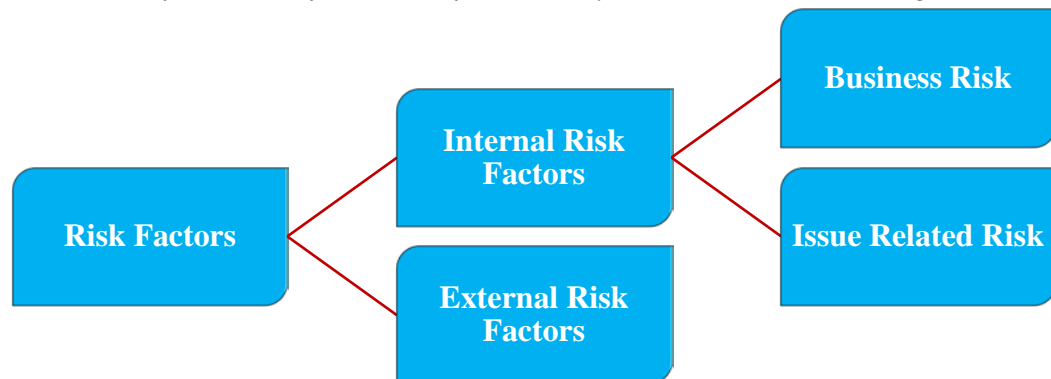 Business Risk
Internal Risk
Factors
Risk Factors
Issue Related Risk
External Risk
Factors